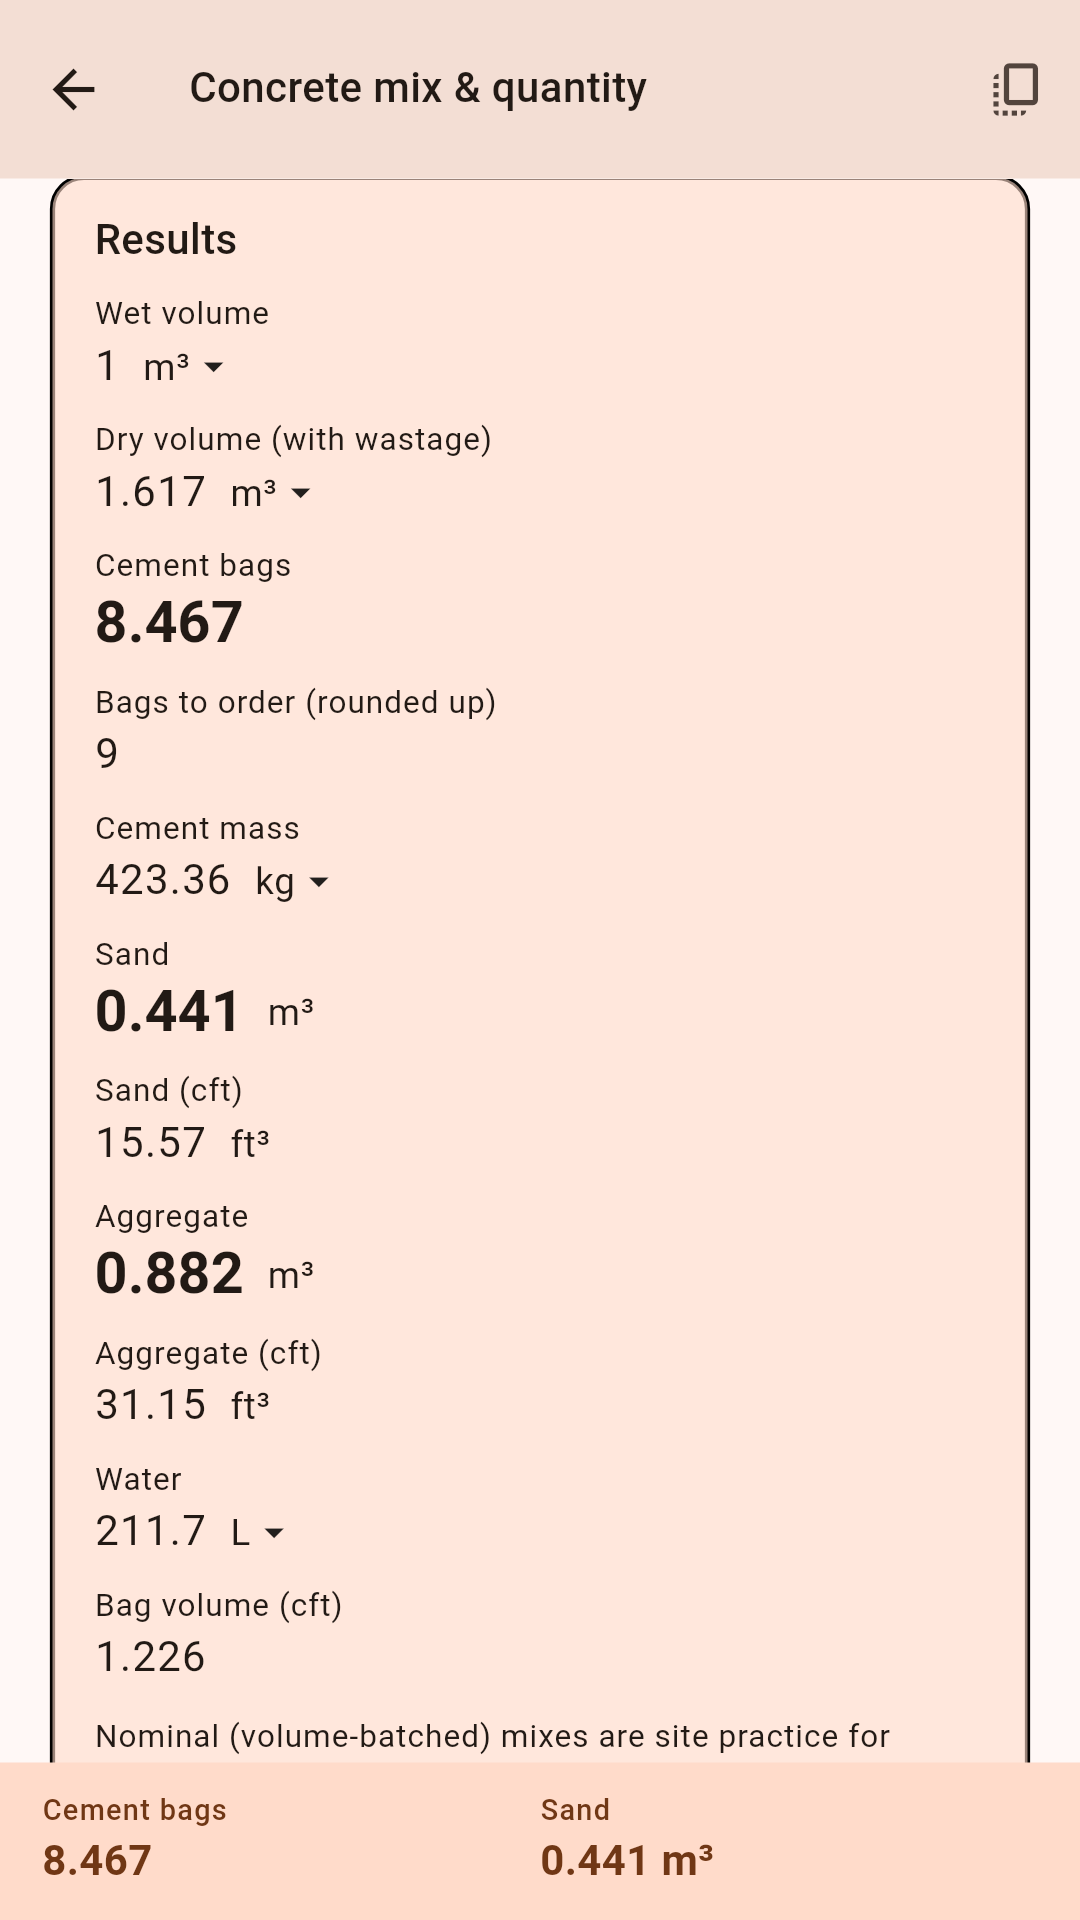 Concrete mix & quantity
Results
Wet volume
1 m³
Dry volume (with wastage)
1.617 m³
Cement bags
8.467
Bags to order (rounded up)
9
Cement mass
423.36 kg
Sand
0.441 m³
Sand (cft)
15.57 ft³
Aggregate
0.882 m³
Aggregate (cft)
31.15 ft³
Water
211.7 L
Bag volume (cft)
1.226
Nominal (volume-batched) mixes are site practice for
Cement bags Sand
8.467 0.441 m³